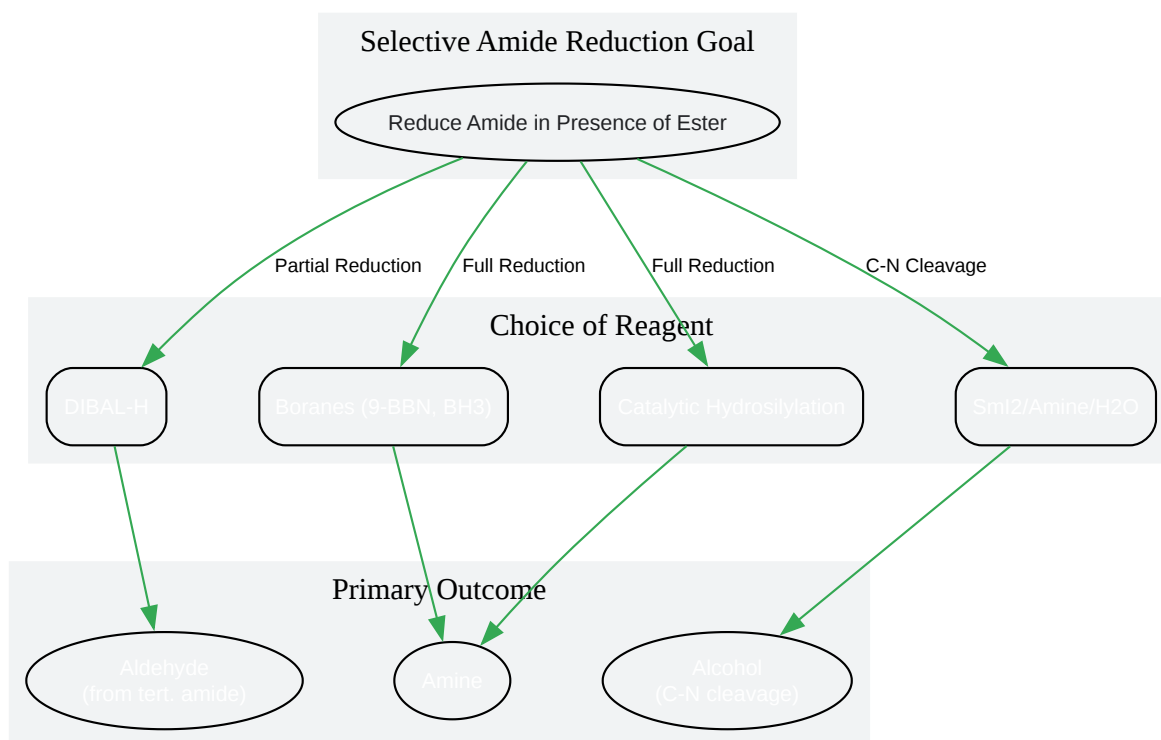 Selective Amide Reduction Goal
Reduce Amide in Presence of Ester
Partial Reduction
Full Reduction
Full Reduction
C-N Cleavage
Choice of Reagent
DIBAL-H
Boranes (9-BBN, BH3)
Catalytic Hydrosilylation
SmI2/Amine/H2O
Primary Outcome
Aldehyde
(from tert. amide)
Amine
Alcohol
(C-N cleavage)